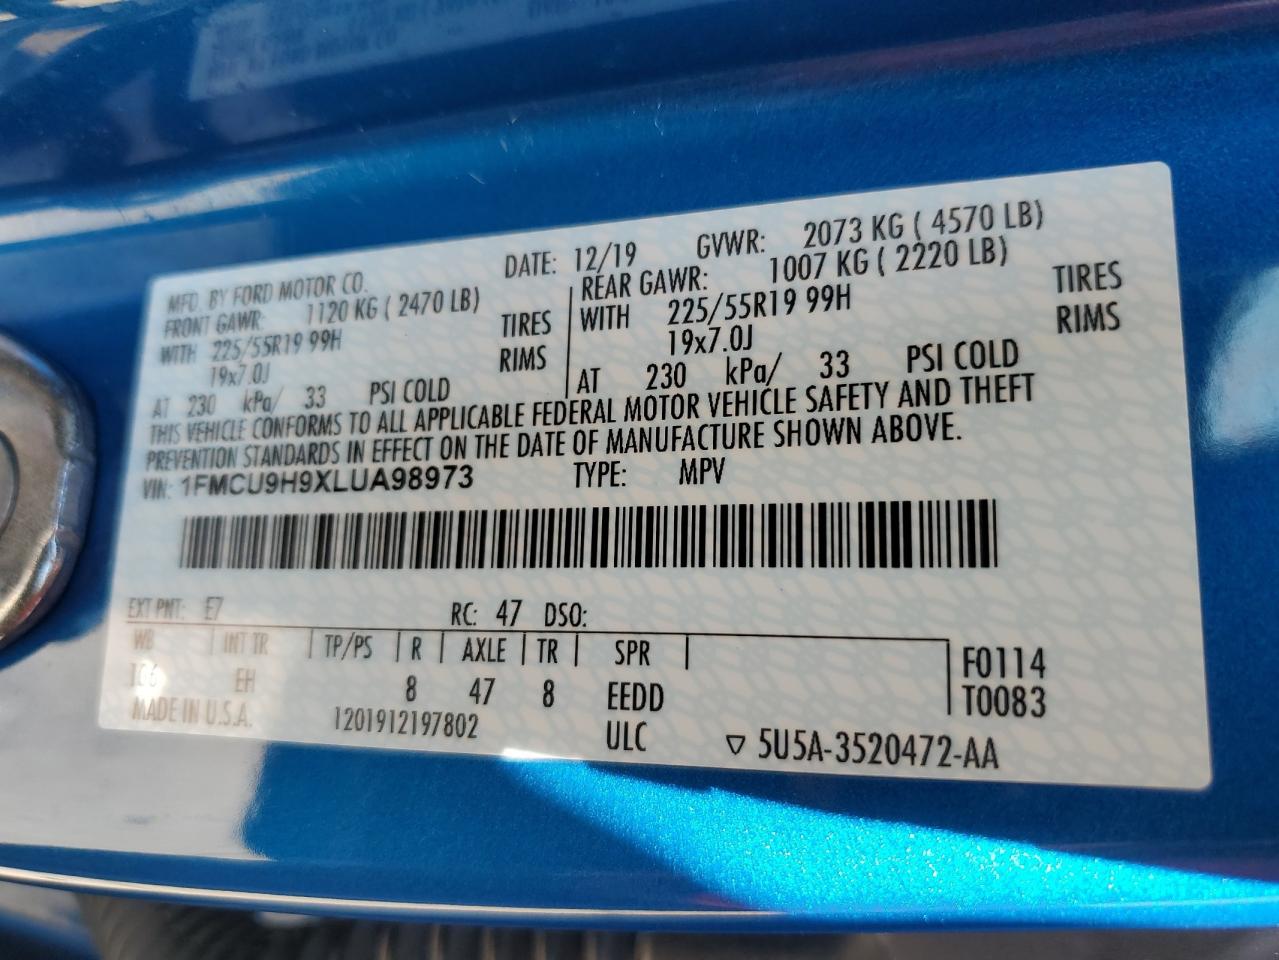 MFD. BY FORD MOTOR CO. DATE: 12/19 GVWR: 2073 KG ( 4570 LB)
FRONT GAWR: 1120 KG ( 2470 LB)
WITH 225/55R19 99H TIRES
19x7.0J RIMS
AT 230 kPa/ 33 PSI COLD
REAR GAWR: 1007 KG ( 2220 LB)
WITH 225/55R19 99H TIRES
19x7.0J RIMS
AT 230 kPa/ 33 PSI COLD
THIS VEHICLE CONFORMS TO ALL APPLICABLE FEDERAL MOTOR VEHICLE SAFETY AND THEFT
PREVENTION STANDARDS IN EFFECT ON THE DATE OF MANUFACTURE SHOWN ABOVE.
VIN: 1FMCU9H9XLUA98973 TYPE: MPV
EXT PNT: E7 RC: 47 DSO:
WB | INT TR | TP/PS | R | AXLE | TR | SPR |
106 EH 8 47 8 EEDD
F0114
T0083
MADE IN U.S.A. 1201912197802 ULC ▽ 5U5A-3520472-AA